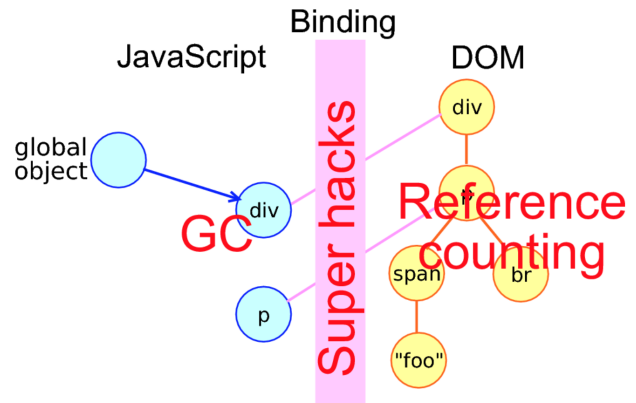 Binding
JavaScript
DOM
global
object
div
GC
p
Super hacks
div
p
Reference
counting
span
br
"foo"